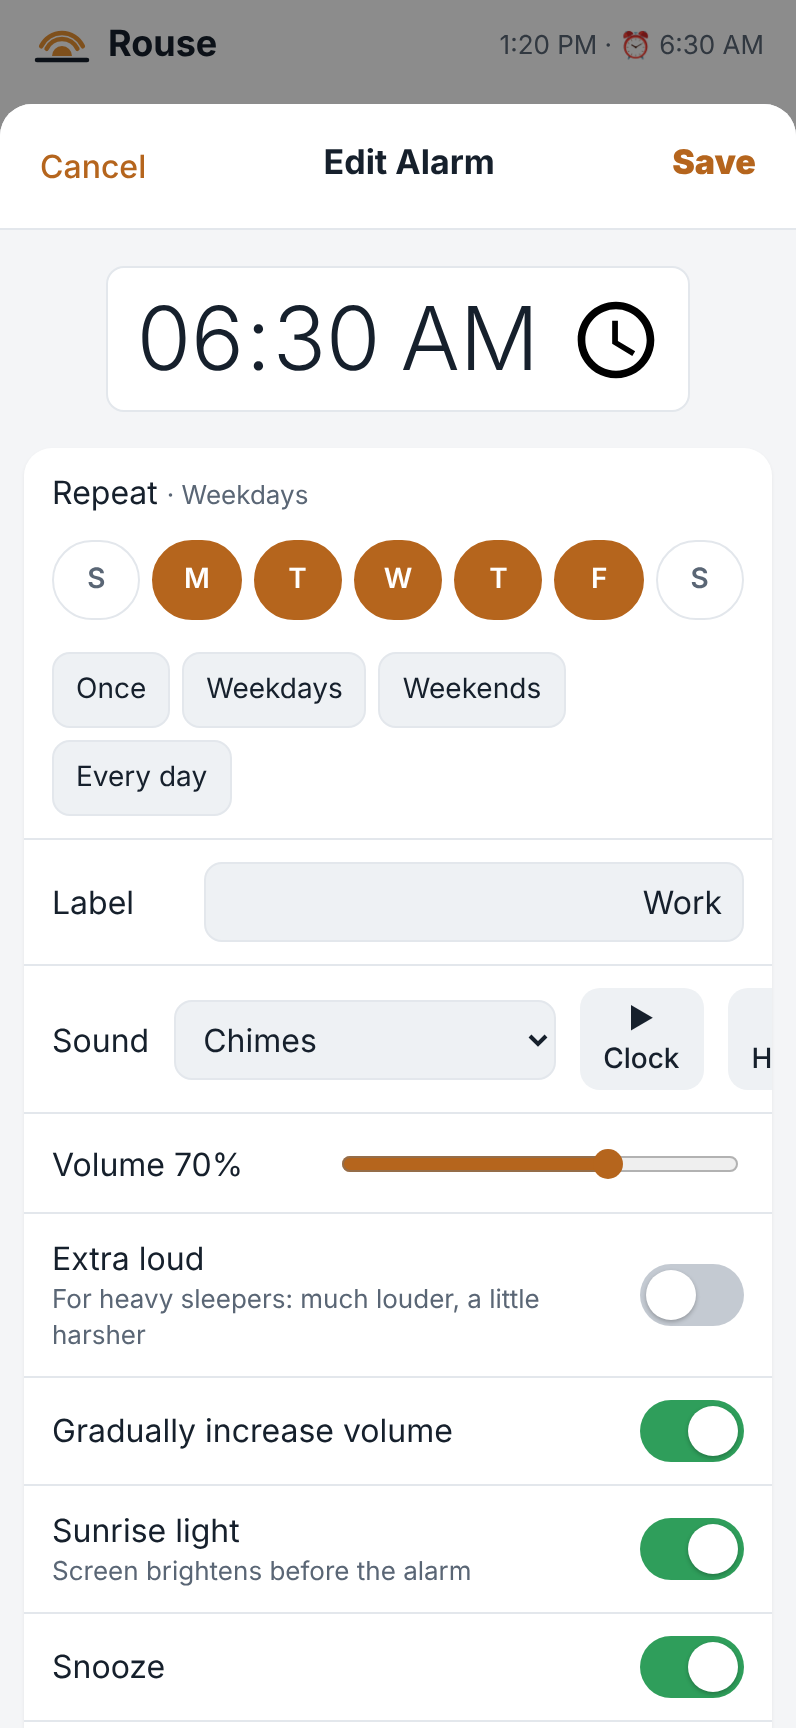 Rouse
1:20 PM · ⏰ 6:30 AM
Cancel
Edit Alarm
Save
06:30 AM
Repeat · Weekdays
S M T W T F S
Once Weekdays Weekends
Every day
Label Work
Sound Chimes Clock H
Volume 70%
Extra loud
For heavy sleepers: much louder, a little
harsher
Gradually increase volume
Sunrise light
Screen brightens before the alarm
Snooze